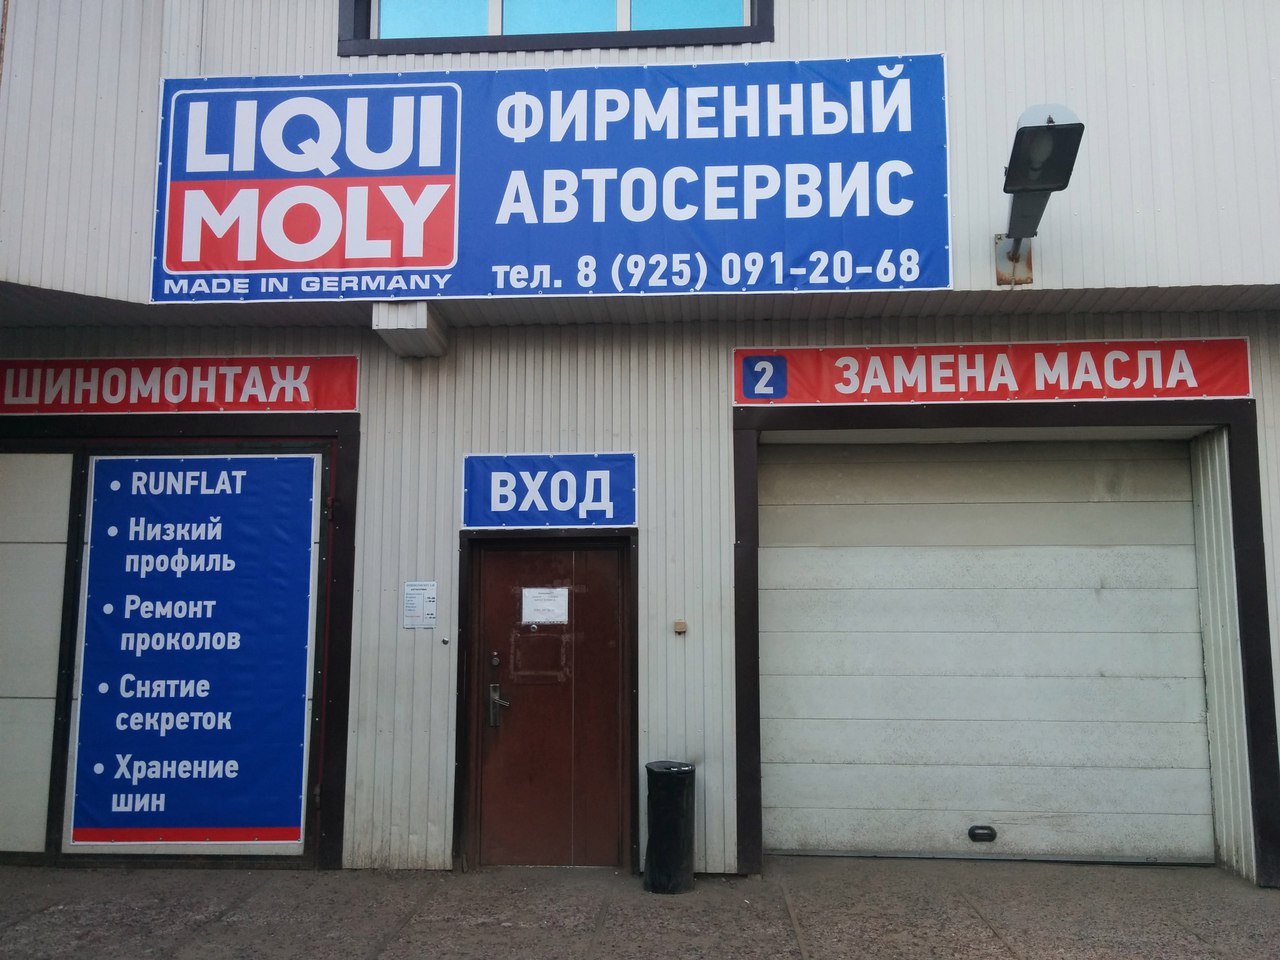 LIQUI
MOLY
MADE IN GERMANY
ФИРМЕННЫЙ
АВТОСЕРВИС
тел. 8 (925) 091-20-68
ШИНОМОНТАЖ
• RUNFLAT
• Низкий
профиль
• Ремонт
проколов
• Снятие
секреток
• Хранение
шин
ВХОД
2 ЗАМЕНА МАСЛА